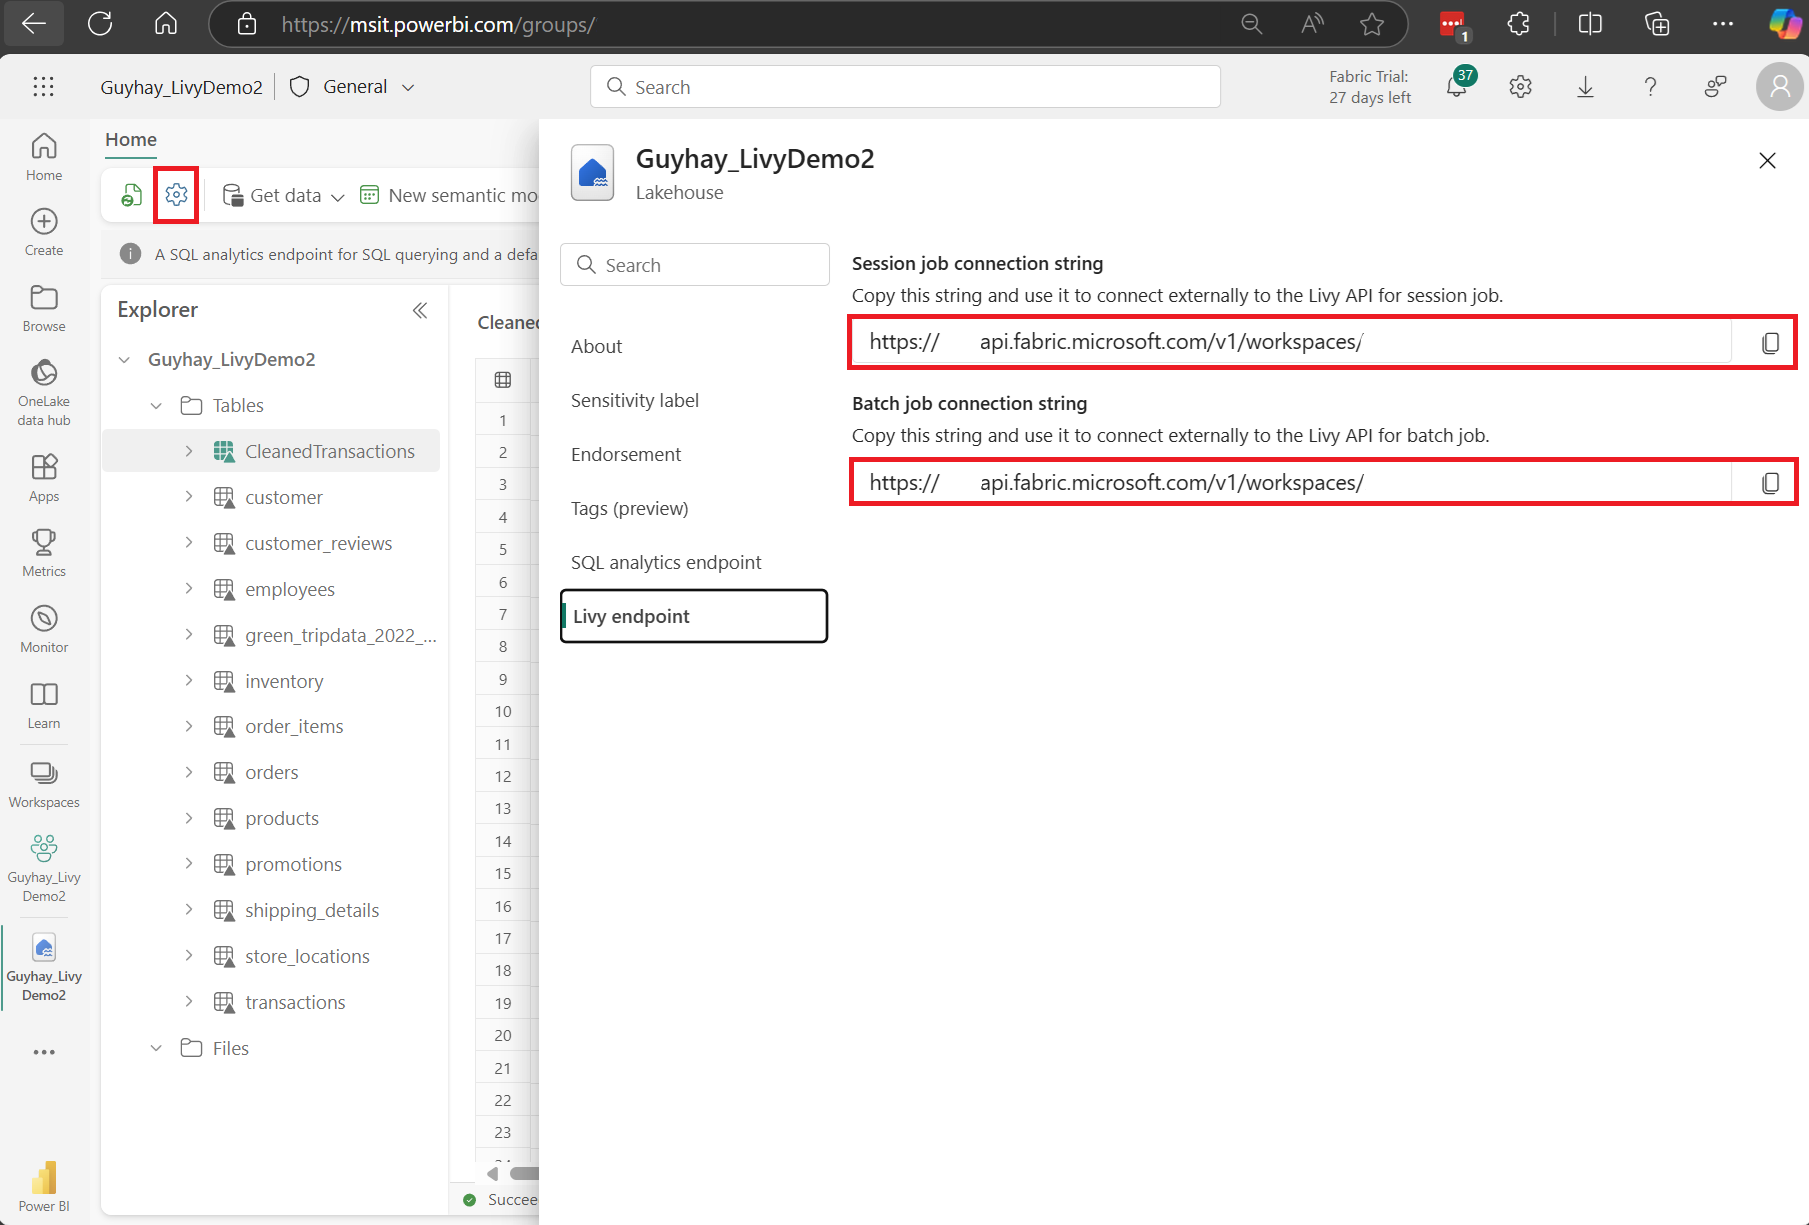 https://msit.powerbi.com/groups/
1
Guyhay_LivyDemo2
General
Search
Fabric Trial:
27 days left
37
Home
Create
Browse
OneLake
data hub
Apps
Metrics
Monitor
Learn
Workspaces
Guyhay_Livy
Demo2
Guyhay_Livy
Demo2
Power BI
Home
Get data
New semantic mo
A SQL analytics endpoint for SQL querying and a defa
Explorer
Guyhay_LivyDemo2
Tables
CleanedTransactions
customer
customer_reviews
employees
green_tripdata_2022_...
inventory
order_items
orders
products
promotions
shipping_details
store_locations
transactions
Files
Cleaned
1
2
3
4
5
6
7
8
9
10
11
12
13
14
15
16
17
18
19
20
21
22
23
Succee
Guyhay_LivyDemo2
Lakehouse
Search
About
Sensitivity label
Endorsement
Tags (preview)
SQL analytics endpoint
Livy endpoint
Session job connection string
Copy this string and use it to connect externally to the Livy API for session job.
https:// api.fabric.microsoft.com/v1/workspaces/
Batch job connection string
Copy this string and use it to connect externally to the Livy API for batch job.
https:// api.fabric.microsoft.com/v1/workspaces/